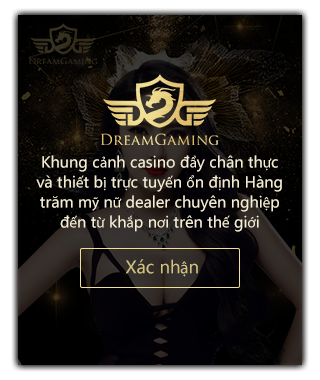 DREAMGAMING
DG
DREAMGAMING
Khung cảnh casino đầy chân thực
và thiết bị trực tuyến ổn định Hàng
trăm mỹ nữ dealer chuyên nghiệp
đến từ khắp nơi trên thế giới
Xác nhận